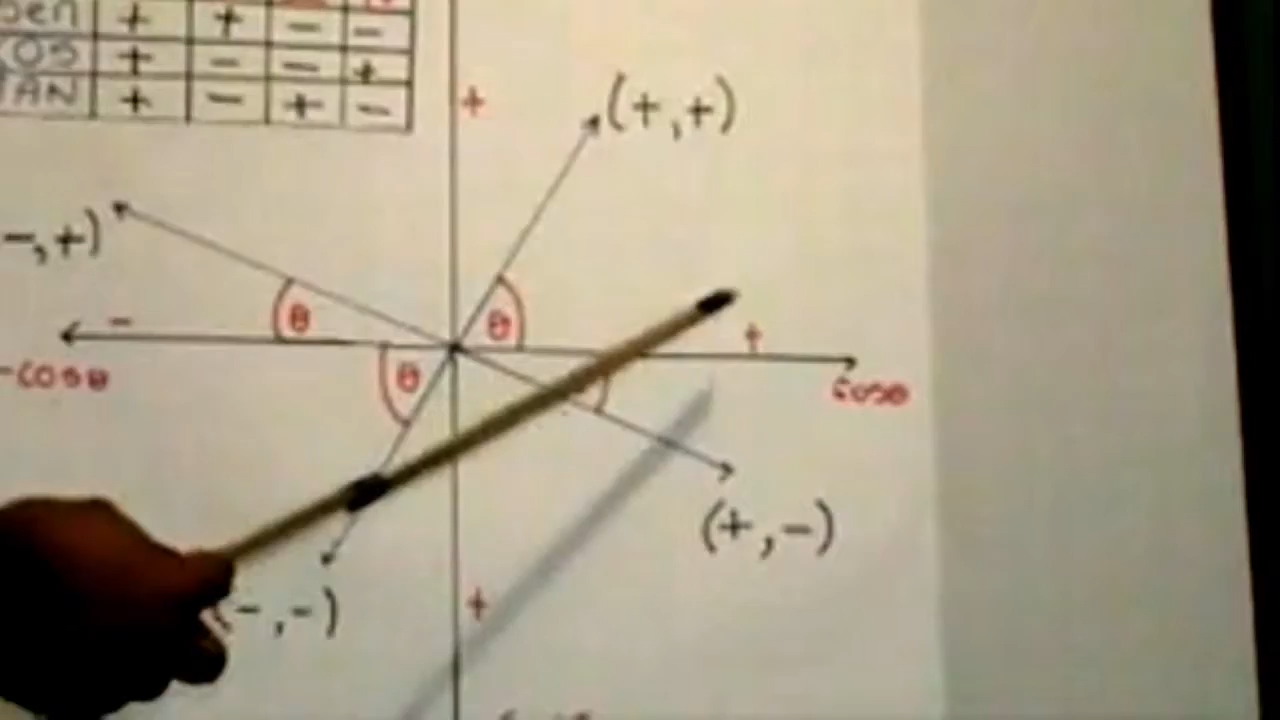 sen + + - -
cos + - - +
TAN + - + -
+
(+,+)
-,+)
θ
θ
-
+
-cosθ
θ
cosθ
(+,-)
-,-)
+